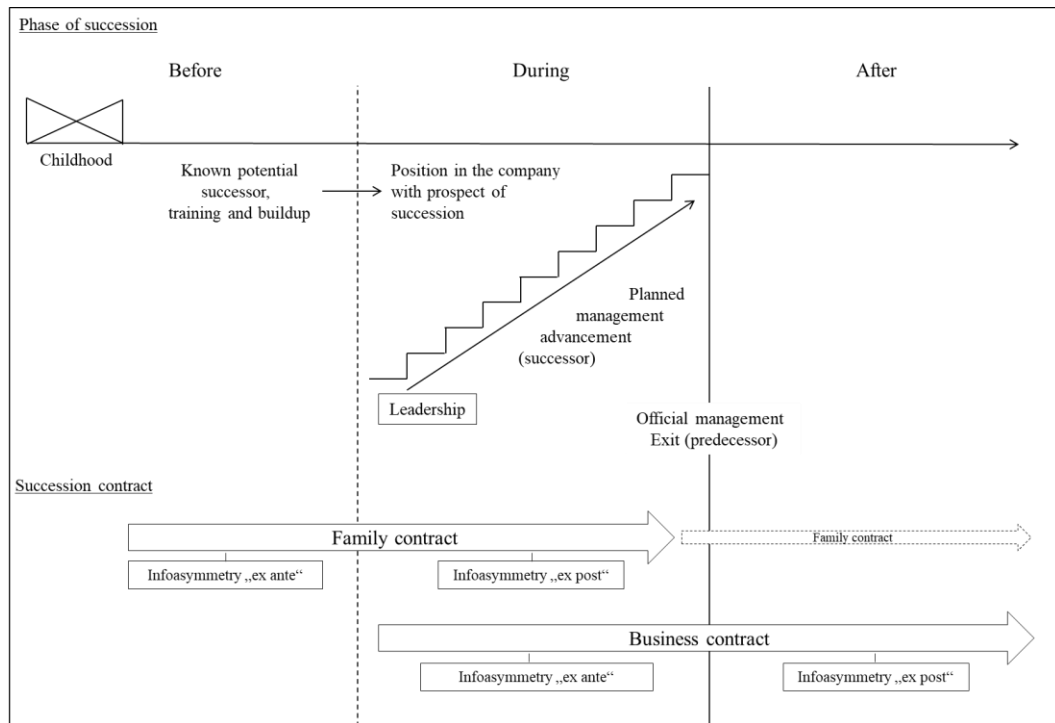 Phase of succession
Before
During
After
Childhood
Known potential
successor,
training and buildup
Position in the company
with prospect of
succession
Planned
management
advancement
(successor)
Leadership
Official management
Exit (predecessor)
Succession contract
Family contract
Family contract
Infoasymmetry „ex ante“
Infoasymmetry „ex post“
Business contract
Infoasymmetry „ex ante“
Infoasymmetry „ex post“